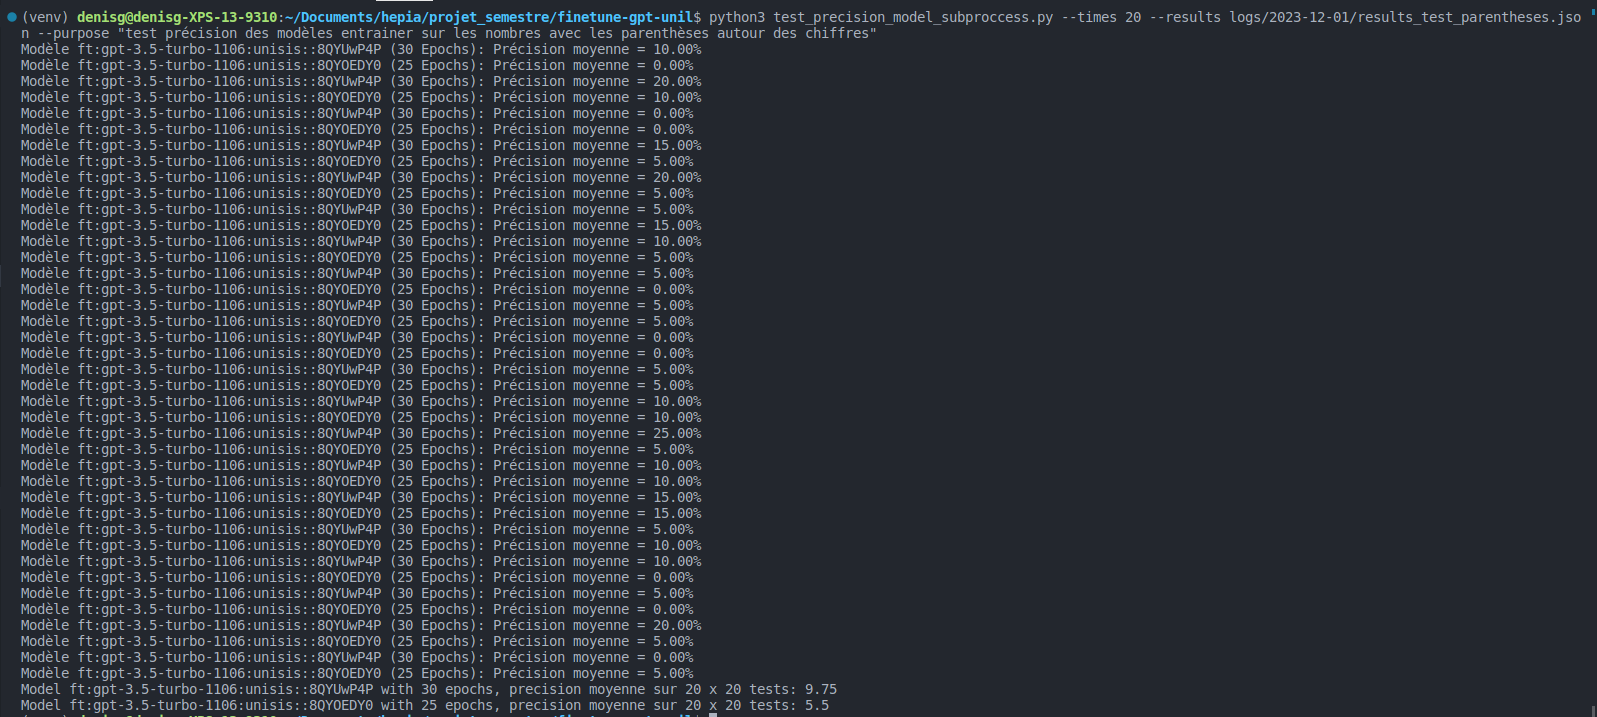 (venv) denisg@denisg-XPS-13-9310:~/Documents/hepia/projet_semestre/finetune-gpt-unil$ python3 test_precision_model_subproccess.py --times 20 --results logs/2023-12-01/results_test_parentheses.jso
n --purpose "test précision des modèles entrainer sur les nombres avec les parenthèses autour des chiffres"
Modèle ft:gpt-3.5-turbo-1106:unisis::8QYUwP4P (30 Epochs): Précision moyenne = 10.00%
Modèle ft:gpt-3.5-turbo-1106:unisis::8QYOEDY0 (25 Epochs): Précision moyenne = 0.00%
Modèle ft:gpt-3.5-turbo-1106:unisis::8QYUwP4P (30 Epochs): Précision moyenne = 20.00%
Modèle ft:gpt-3.5-turbo-1106:unisis::8QYOEDY0 (25 Epochs): Précision moyenne = 10.00%
Modèle ft:gpt-3.5-turbo-1106:unisis::8QYUwP4P (30 Epochs): Précision moyenne = 0.00%
Modèle ft:gpt-3.5-turbo-1106:unisis::8QYOEDY0 (25 Epochs): Précision moyenne = 0.00%
Modèle ft:gpt-3.5-turbo-1106:unisis::8QYUwP4P (30 Epochs): Précision moyenne = 15.00%
Modèle ft:gpt-3.5-turbo-1106:unisis::8QYOEDY0 (25 Epochs): Précision moyenne = 5.00%
Modèle ft:gpt-3.5-turbo-1106:unisis::8QYUwP4P (30 Epochs): Précision moyenne = 20.00%
Modèle ft:gpt-3.5-turbo-1106:unisis::8QYOEDY0 (25 Epochs): Précision moyenne = 5.00%
Modèle ft:gpt-3.5-turbo-1106:unisis::8QYUwP4P (30 Epochs): Précision moyenne = 5.00%
Modèle ft:gpt-3.5-turbo-1106:unisis::8QYOEDY0 (25 Epochs): Précision moyenne = 15.00%
Modèle ft:gpt-3.5-turbo-1106:unisis::8QYUwP4P (30 Epochs): Précision moyenne = 10.00%
Modèle ft:gpt-3.5-turbo-1106:unisis::8QYOEDY0 (25 Epochs): Précision moyenne = 5.00%
Modèle ft:gpt-3.5-turbo-1106:unisis::8QYUwP4P (30 Epochs): Précision moyenne = 5.00%
Modèle ft:gpt-3.5-turbo-1106:unisis::8QYOEDY0 (25 Epochs): Précision moyenne = 0.00%
Modèle ft:gpt-3.5-turbo-1106:unisis::8QYUwP4P (30 Epochs): Précision moyenne = 5.00%
Modèle ft:gpt-3.5-turbo-1106:unisis::8QYOEDY0 (25 Epochs): Précision moyenne = 5.00%
Modèle ft:gpt-3.5-turbo-1106:unisis::8QYUwP4P (30 Epochs): Précision moyenne = 0.00%
Modèle ft:gpt-3.5-turbo-1106:unisis::8QYOEDY0 (25 Epochs): Précision moyenne = 0.00%
Modèle ft:gpt-3.5-turbo-1106:unisis::8QYUwP4P (30 Epochs): Précision moyenne = 5.00%
Modèle ft:gpt-3.5-turbo-1106:unisis::8QYOEDY0 (25 Epochs): Précision moyenne = 5.00%
Modèle ft:gpt-3.5-turbo-1106:unisis::8QYUwP4P (30 Epochs): Précision moyenne = 10.00%
Modèle ft:gpt-3.5-turbo-1106:unisis::8QYOEDY0 (25 Epochs): Précision moyenne = 10.00%
Modèle ft:gpt-3.5-turbo-1106:unisis::8QYUwP4P (30 Epochs): Précision moyenne = 25.00%
Modèle ft:gpt-3.5-turbo-1106:unisis::8QYOEDY0 (25 Epochs): Précision moyenne = 5.00%
Modèle ft:gpt-3.5-turbo-1106:unisis::8QYUwP4P (30 Epochs): Précision moyenne = 10.00%
Modèle ft:gpt-3.5-turbo-1106:unisis::8QYOEDY0 (25 Epochs): Précision moyenne = 10.00%
Modèle ft:gpt-3.5-turbo-1106:unisis::8QYUwP4P (30 Epochs): Précision moyenne = 15.00%
Modèle ft:gpt-3.5-turbo-1106:unisis::8QYOEDY0 (25 Epochs): Précision moyenne = 15.00%
Modèle ft:gpt-3.5-turbo-1106:unisis::8QYUwP4P (30 Epochs): Précision moyenne = 5.00%
Modèle ft:gpt-3.5-turbo-1106:unisis::8QYOEDY0 (25 Epochs): Précision moyenne = 10.00%
Modèle ft:gpt-3.5-turbo-1106:unisis::8QYUwP4P (30 Epochs): Précision moyenne = 10.00%
Modèle ft:gpt-3.5-turbo-1106:unisis::8QYOEDY0 (25 Epochs): Précision moyenne = 0.00%
Modèle ft:gpt-3.5-turbo-1106:unisis::8QYUwP4P (30 Epochs): Précision moyenne = 5.00%
Modèle ft:gpt-3.5-turbo-1106:unisis::8QYOEDY0 (25 Epochs): Précision moyenne = 0.00%
Modèle ft:gpt-3.5-turbo-1106:unisis::8QYUwP4P (30 Epochs): Précision moyenne = 20.00%
Modèle ft:gpt-3.5-turbo-1106:unisis::8QYOEDY0 (25 Epochs): Précision moyenne = 5.00%
Modèle ft:gpt-3.5-turbo-1106:unisis::8QYUwP4P (30 Epochs): Précision moyenne = 0.00%
Modèle ft:gpt-3.5-turbo-1106:unisis::8QYOEDY0 (25 Epochs): Précision moyenne = 5.00%
Model ft:gpt-3.5-turbo-1106:unisis::8QYUwP4P with 30 epochs, precision moyenne sur 20 x 20 tests: 9.75
Model ft:gpt-3.5-turbo-1106:unisis::8QYOEDY0 with 25 epochs, precision moyenne sur 20 x 20 tests: 5.5